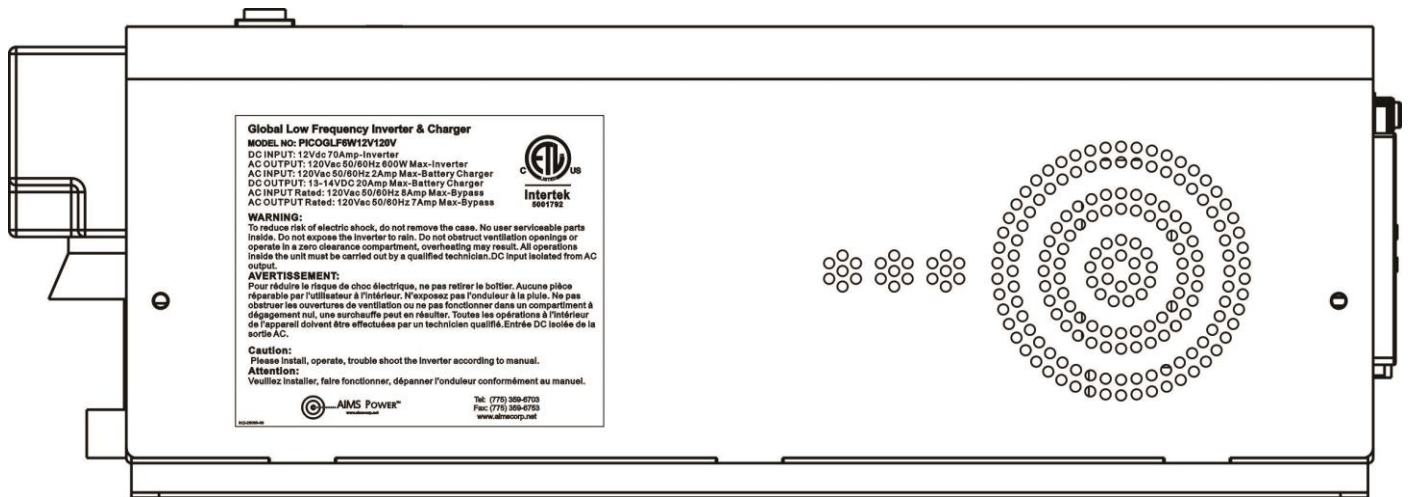 Global Low Frequency Inverter & Charger
MODEL NO: PICOGLF6W12V120V
DC INPUT: 12Vdc 70Amp-Inverter
AC OUTPUT: 120Vac 50/60Hz 600W Max-Inverter
AC INPUT: 120Vac 50/60Hz 2Amp Max-Battery Charger
DC OUTPUT: 13-14VDC 20Amp Max-Battery Charger
AC INPUT Rated: 120Vac 50/60Hz 8Amp Max-Bypass
AC OUTPUT Rated: 120Vac 50/60Hz 7Amp Max-Bypass
ETL
C US
LISTED
Intertek
5001792
WARNING:
To reduce risk of electric shock, do not remove the case. No user serviceable parts
inside. Do not expose the inverter to rain. Do not obstruct ventilation openings or
operate in a zero clearance compartment, overheating may result. All operations
inside the unit must be carried out by a qualified technician.DC input isolated from AC
output.
AVERTISSEMENT:
Pour réduire le risque de choc électrique, ne pas retirer le boîtier. Aucune pièce
réparable par l'utilisateur à l'intérieur. N'exposez pas l'onduleur à la pluie. Ne pas
obstruer les ouvertures de ventilation ou ne pas fonctionner dans un compartiment à
dégagement nul, une surchauffe peut en résulter. Toutes les opérations à l'intérieur
de l'appareil doivent être effectuées par un technicien qualifié.Entrée DC isolée de la
sortie AC.
Caution:
Please install, operate, trouble shoot the inverter according to manual.
Attention:
Veuillez installer, faire fonctionner, dépanner l'onduleur conformément au manuel.
AIMS POWER™
www.aimscorp.net
Tel: (775) 359-6703
Fax: (775) 359-6753
www.aimscorp.net